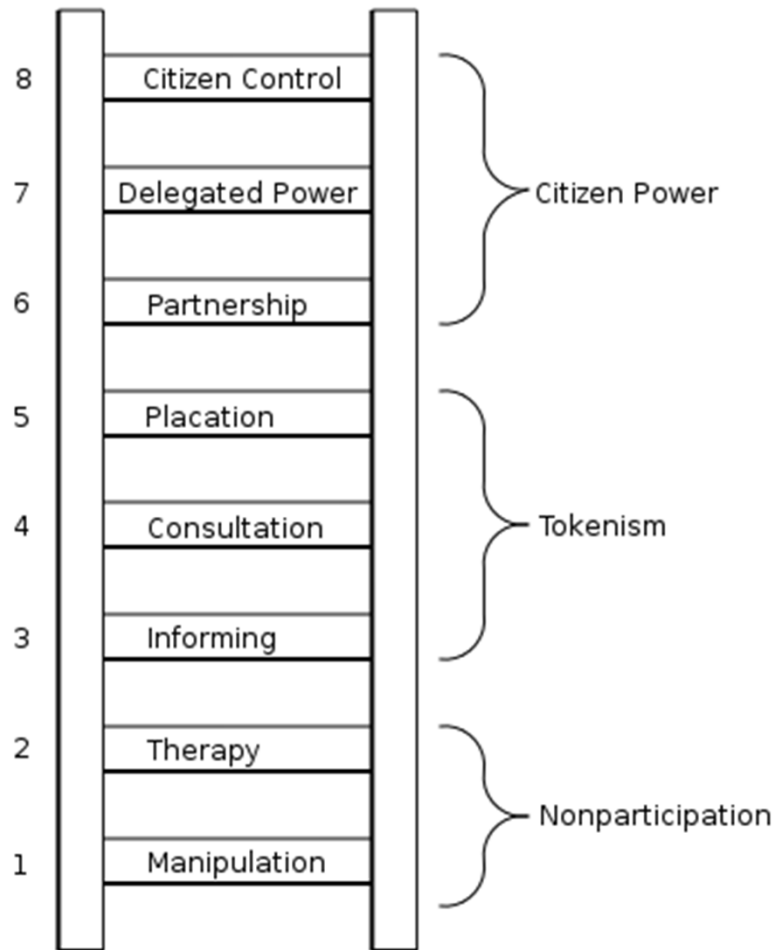 8 Citizen Control
7 Delegated Power
Citizen Power
6 Partnership
5 Placation
4 Consultation
Tokenism
3 Informing
2 Therapy
Nonparticipation
1 Manipulation